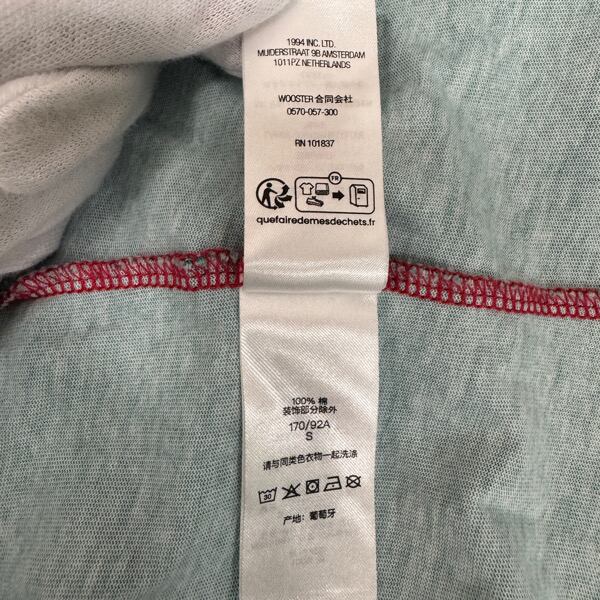 1994 INC. LTD.
MUIDERSTRAAT 9B AMSTERDAM
1011PZ NETHERLANDS
WOOSTER 合同会社
0570-057-300
RN 101837
FR
quefairedemesdechets.fr
100% 棉
装饰部分除外
170/92A
S
请与同类色衣物一起洗涤
30
产地: 葡萄牙